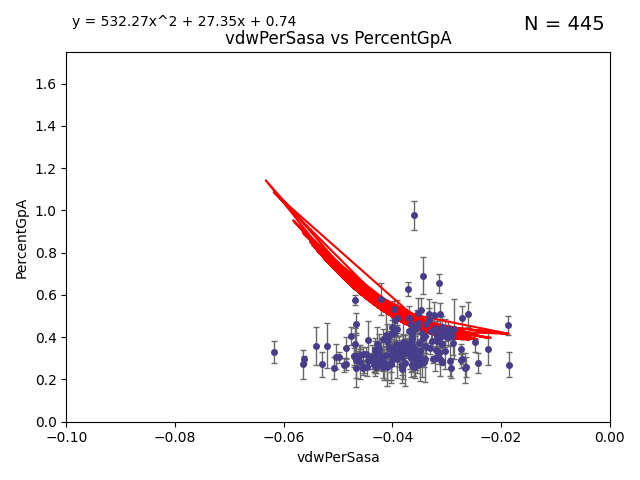 y = 532.27x^2 + 27.35x + 0.74
N = 445
vdwPerSasa vs PercentGpA
PercentGpA
1.6
1.4
1.2
1.0
0.8
0.6
0.4
0.2
0.0
−0.10 −0.08 −0.06 −0.04 −0.02 0.00
vdwPerSasa